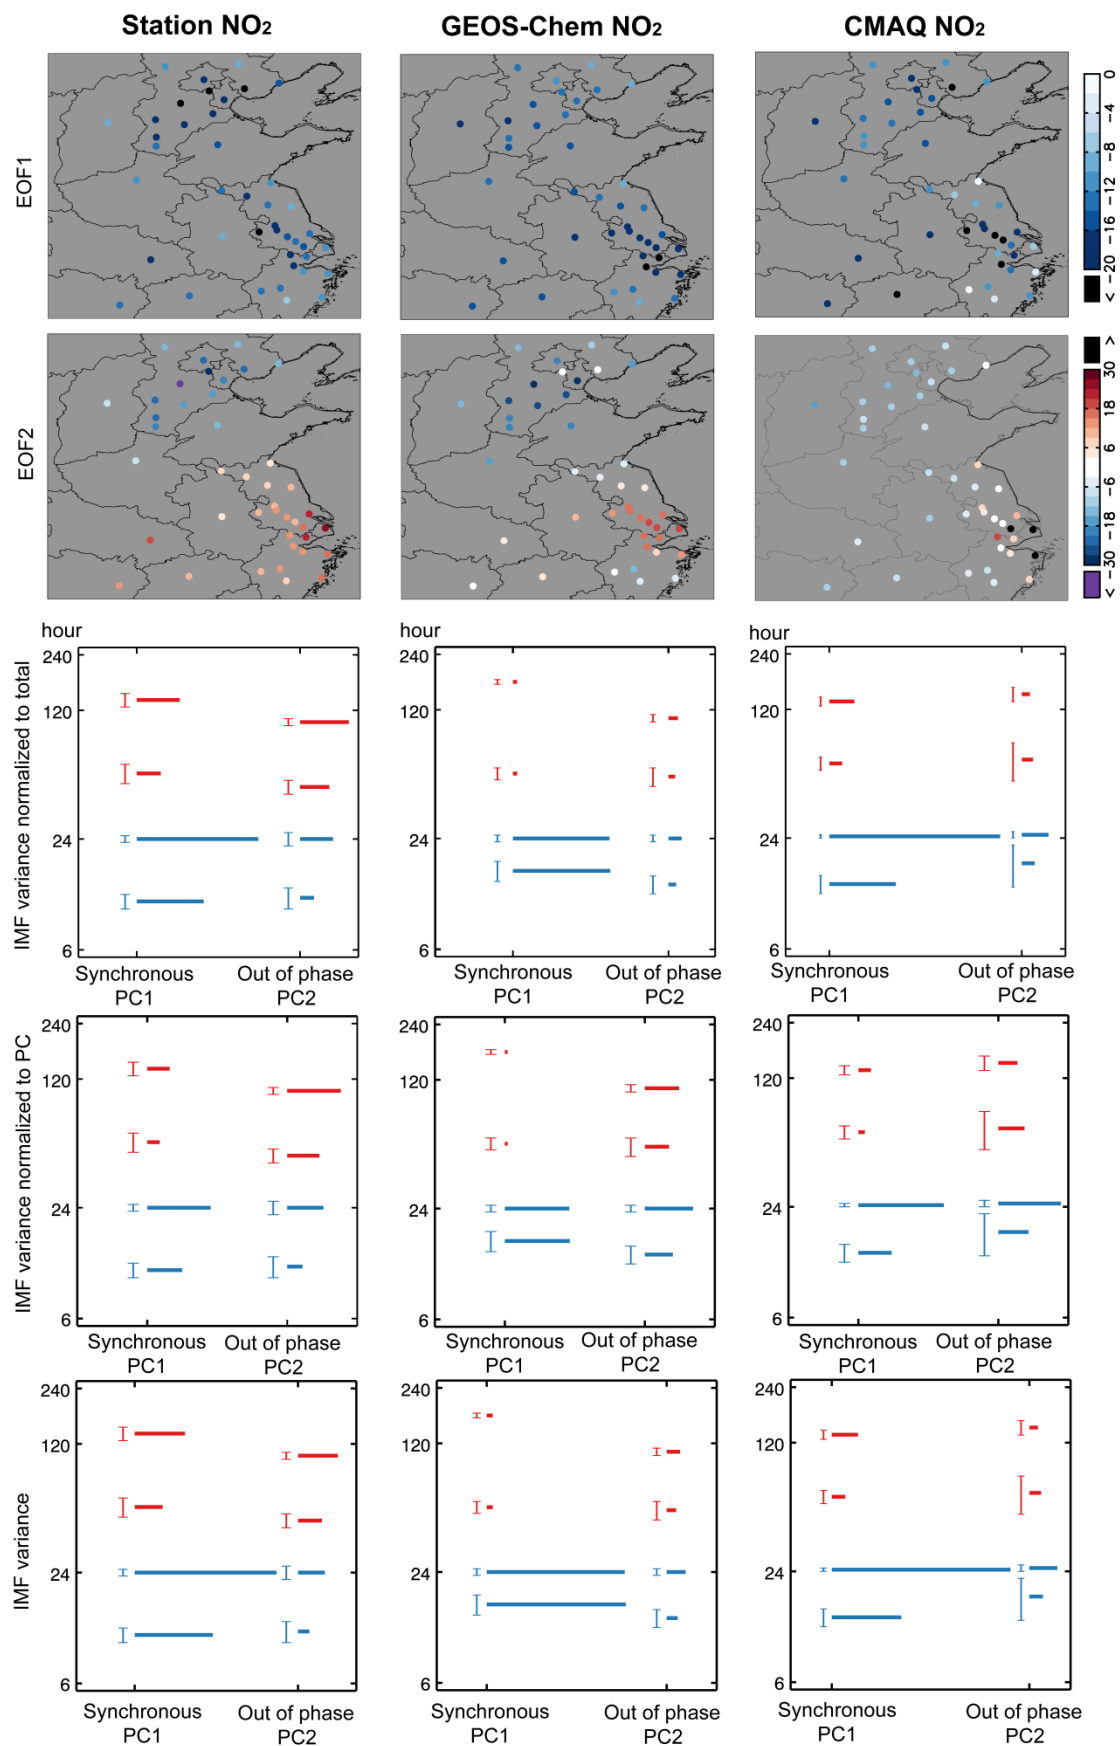 Station NO2
GEOS-Chem NO2
CMAQ NO2
EOF1
0
−4
−8
−12
−16
−20
<
EOF2
>
30
18
6
−6
−18
−30
<
hour
hour
hour
IMF variance normalized to total
240
120
24
6
240
120
24
6
240
120
24
6
Synchronous
PC1
Out of phase
PC2
Synchronous
PC1
Out of phase
PC2
Synchronous
PC1
Out of phase
PC2
IMF variance normalized to PC
240
120
24
6
240
120
24
6
240
120
24
6
Synchronous
PC1
Out of phase
PC2
Synchronous
PC1
Out of phase
PC2
Synchronous
PC1
Out of phase
PC2
IMF variance
240
120
24
6
240
120
24
6
240
120
24
6
Synchronous
PC1
Out of phase
PC2
Synchronous
PC1
Out of phase
PC2
Synchronous
PC1
Out of phase
PC2